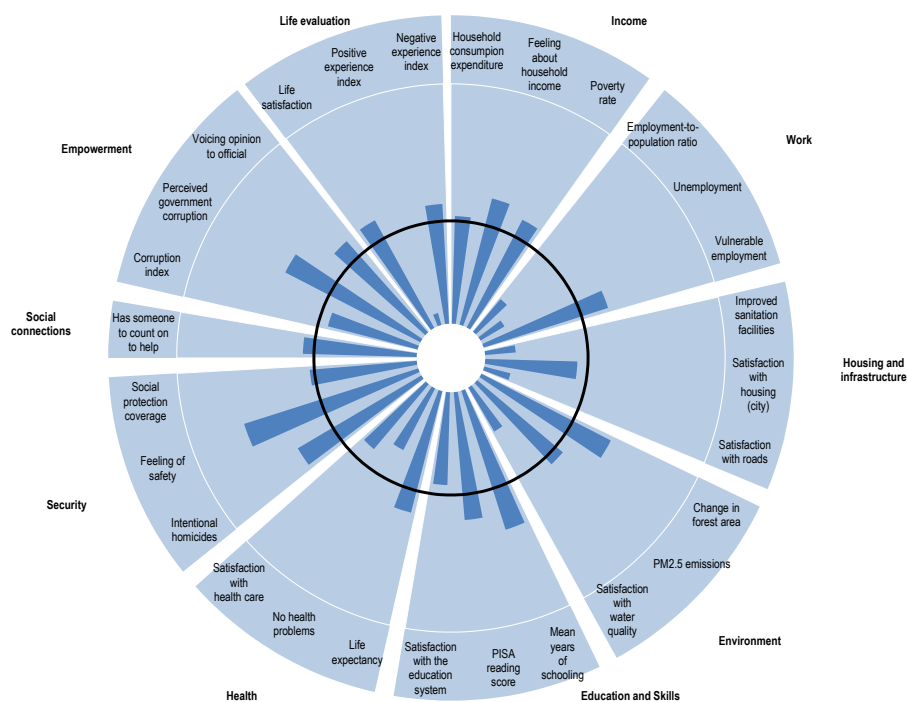 Life evaluation
Income
Negative
experience
index
Household
consumpion
expenditure
Positive
experience
index
Feeling
about
household
income
Life
satisfaction
Poverty
rate
Empowerment
Voicing opinion
to official
Employment-to-
population ratio
Work
Perceived
government
corruption
Unemployment
Corruption
index
Vulnerable
employment
Social
connections
Has someone
to count on
to help
Improved
sanitation
facilities
Housing and
infrastructure
Satisfaction
with
housing
(city)
Social
protection
coverage
Satisfaction
with roads
Feeling of
safety
Security
Intentional
homicides
Change in
forest area
PM2.5 emissions
Satisfaction
with
health care
Satisfaction
with
water
quality
No health
problems
Environment
Life
expectancy
Satisfaction
with the
education
system
PISA
reading
score
Mean
years
of
schooling
Health
Education and Skills